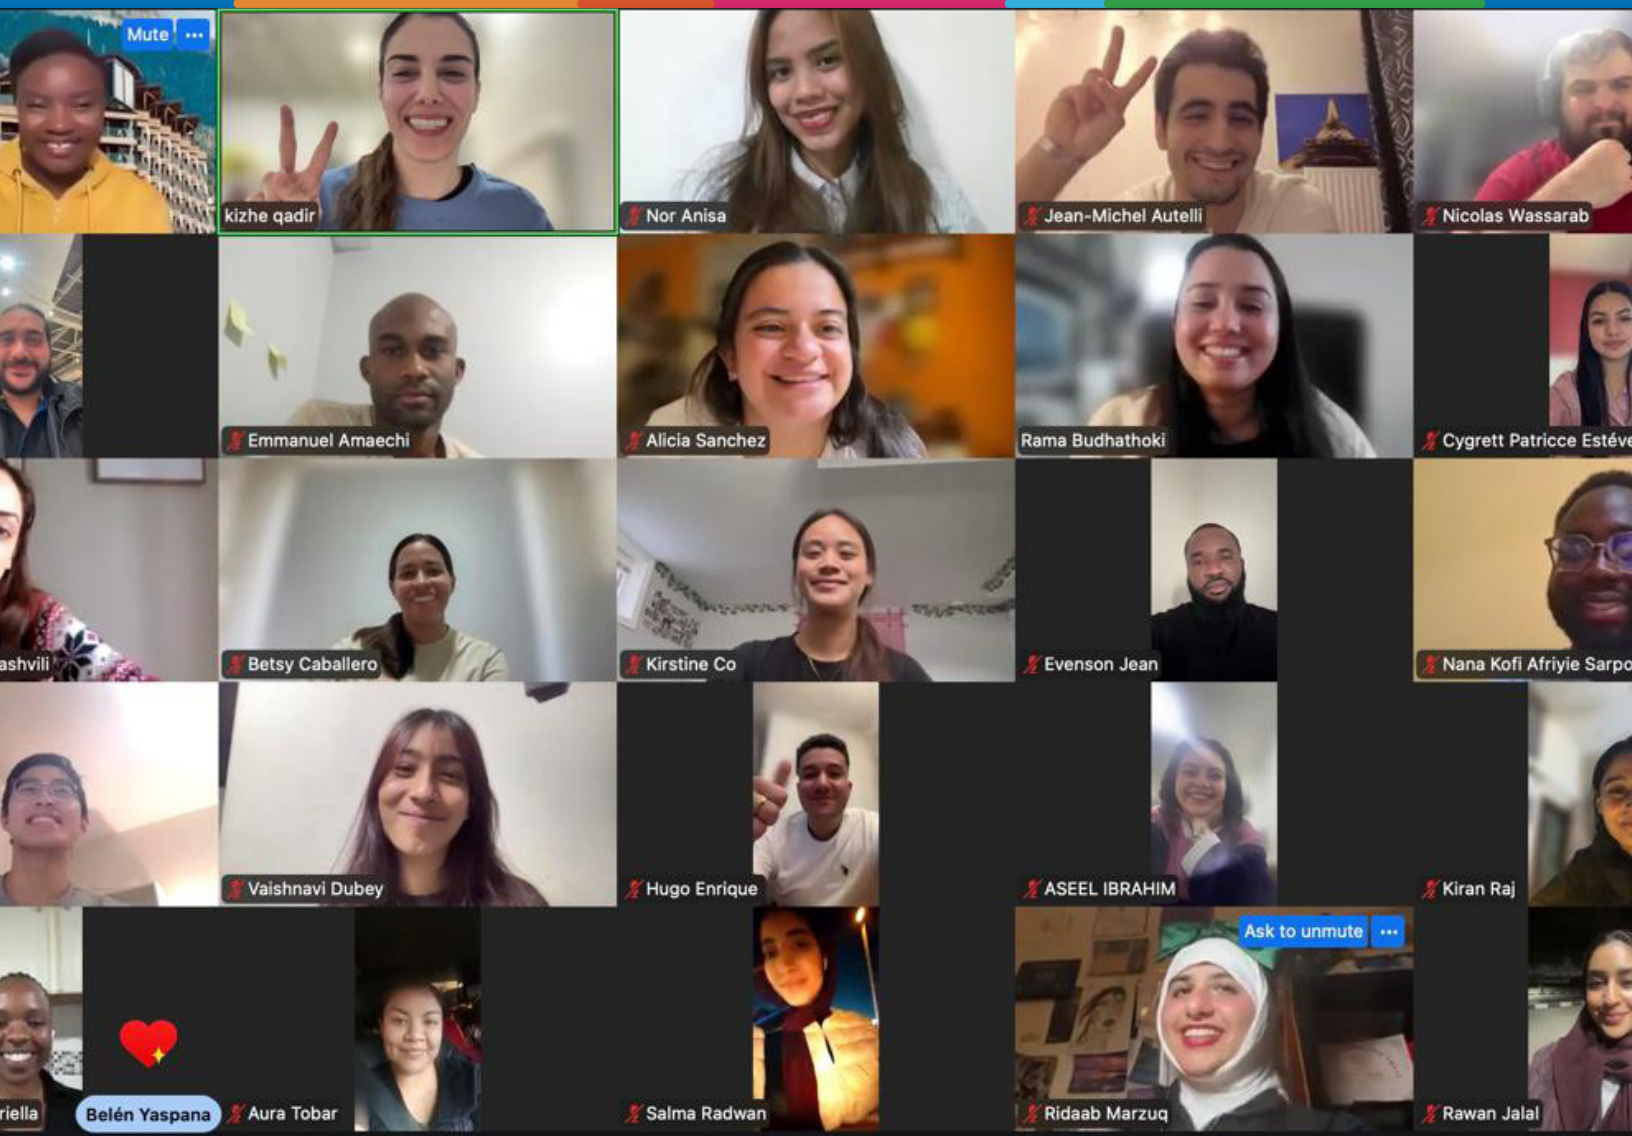 Mute ...
kizhe qadir
Nor Anisa
Jean-Michel Autelli
Nicolas Wassarab
Emmanuel Amaechi
Alicia Sanchez
Rama Budhathoki
Cygrett Patricce Estéve
ashvili
Betsy Caballero
Kirstine Co
Evenson Jean
Nana Kofi Afriyie Sarpo
Vaishnavi Dubey
Hugo Enrique
ASEEL IBRAHIM
Kiran Raj
Ask to unmute ...
riella
Belén Yaspana
Aura Tobar
Salma Radwan
Ridaab Marzuq
Rawan Jalal